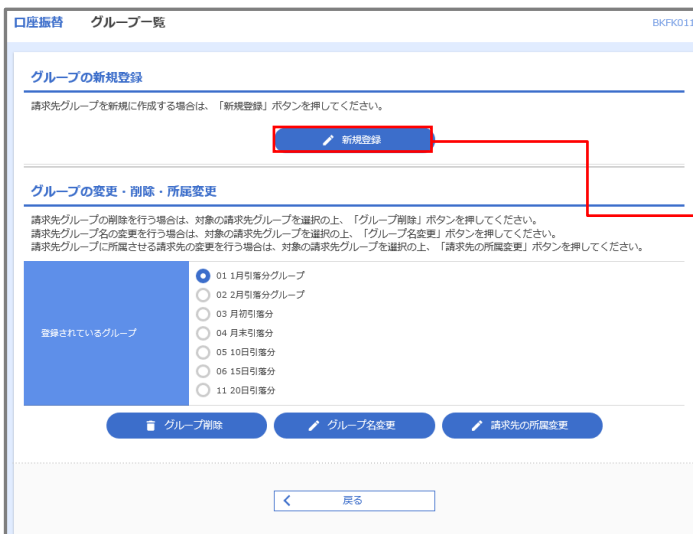 口座振替 グループ一覧 BKFK011
グループの新規登録
請求先グループを新規に作成する場合は、「新規登録」ボタンを押してください。
新規登録
グループの変更・削除・所属変更
請求先グループの削除を行う場合は、対象の請求先グループを選択の上、「グループ削除」ボタンを押してください。
請求先グループ名の変更を行う場合は、対象の請求先グループを選択の上、「グループ名変更」ボタンを押してください。
請求先グループに所属させる請求先の変更を行う場合は、対象の請求先グループを選択の上、「請求先の所属変更」ボタンを押してください。
登録されているグループ
01 1月引落分グループ
02 2月引落分グループ
03 月初引落分
04 月末引落分
05 10日引落分
06 15日引落分
11 20日引落分
グループ削除 グループ名変更 請求先の所属変更
戻る